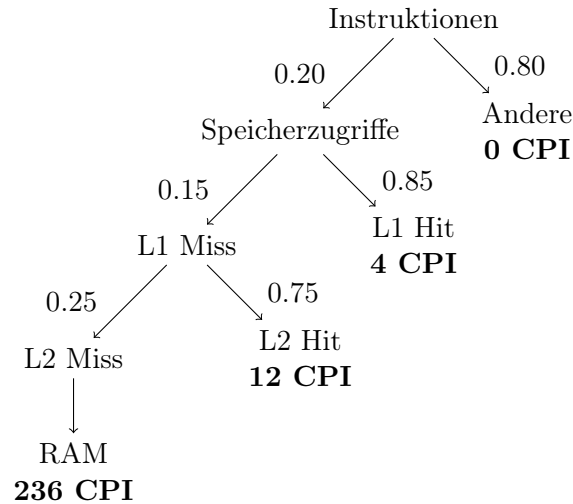 Instruktionen
0.20
0.80
Speicherzugriffe
Andere
0 CPI
0.15
0.85
L1 Miss
L1 Hit
4 CPI
0.25
0.75
L2 Miss
L2 Hit
12 CPI
RAM
236 CPI